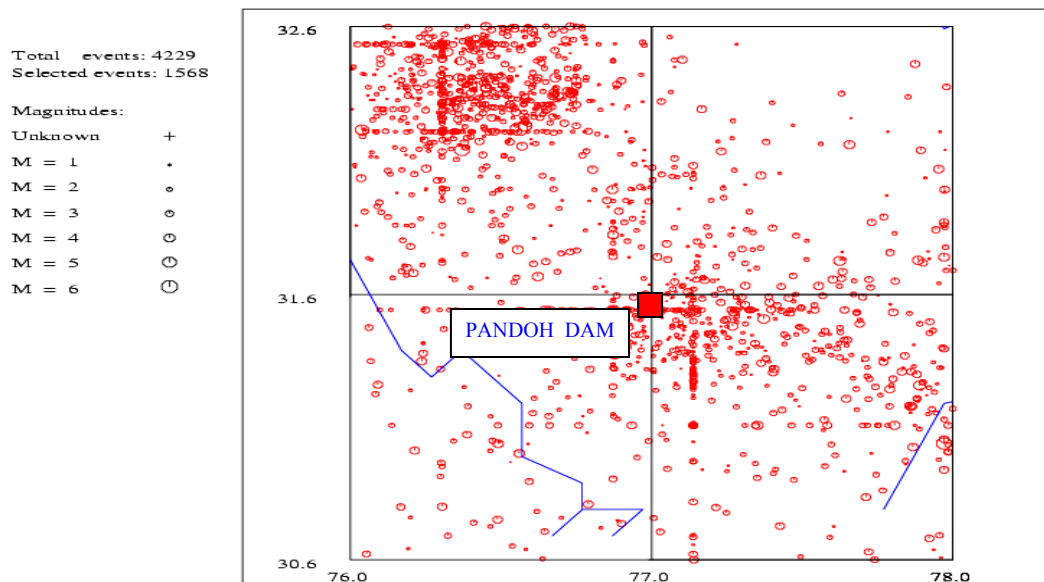 Total events: 4229
Selected events: 1568
Magnitudes:
Unknown +
M = 1
M = 2
M = 3
M = 4
M = 5
M = 6
32.6
31.6
30.6
PANDOH DAM
76.0
77.0
78.0